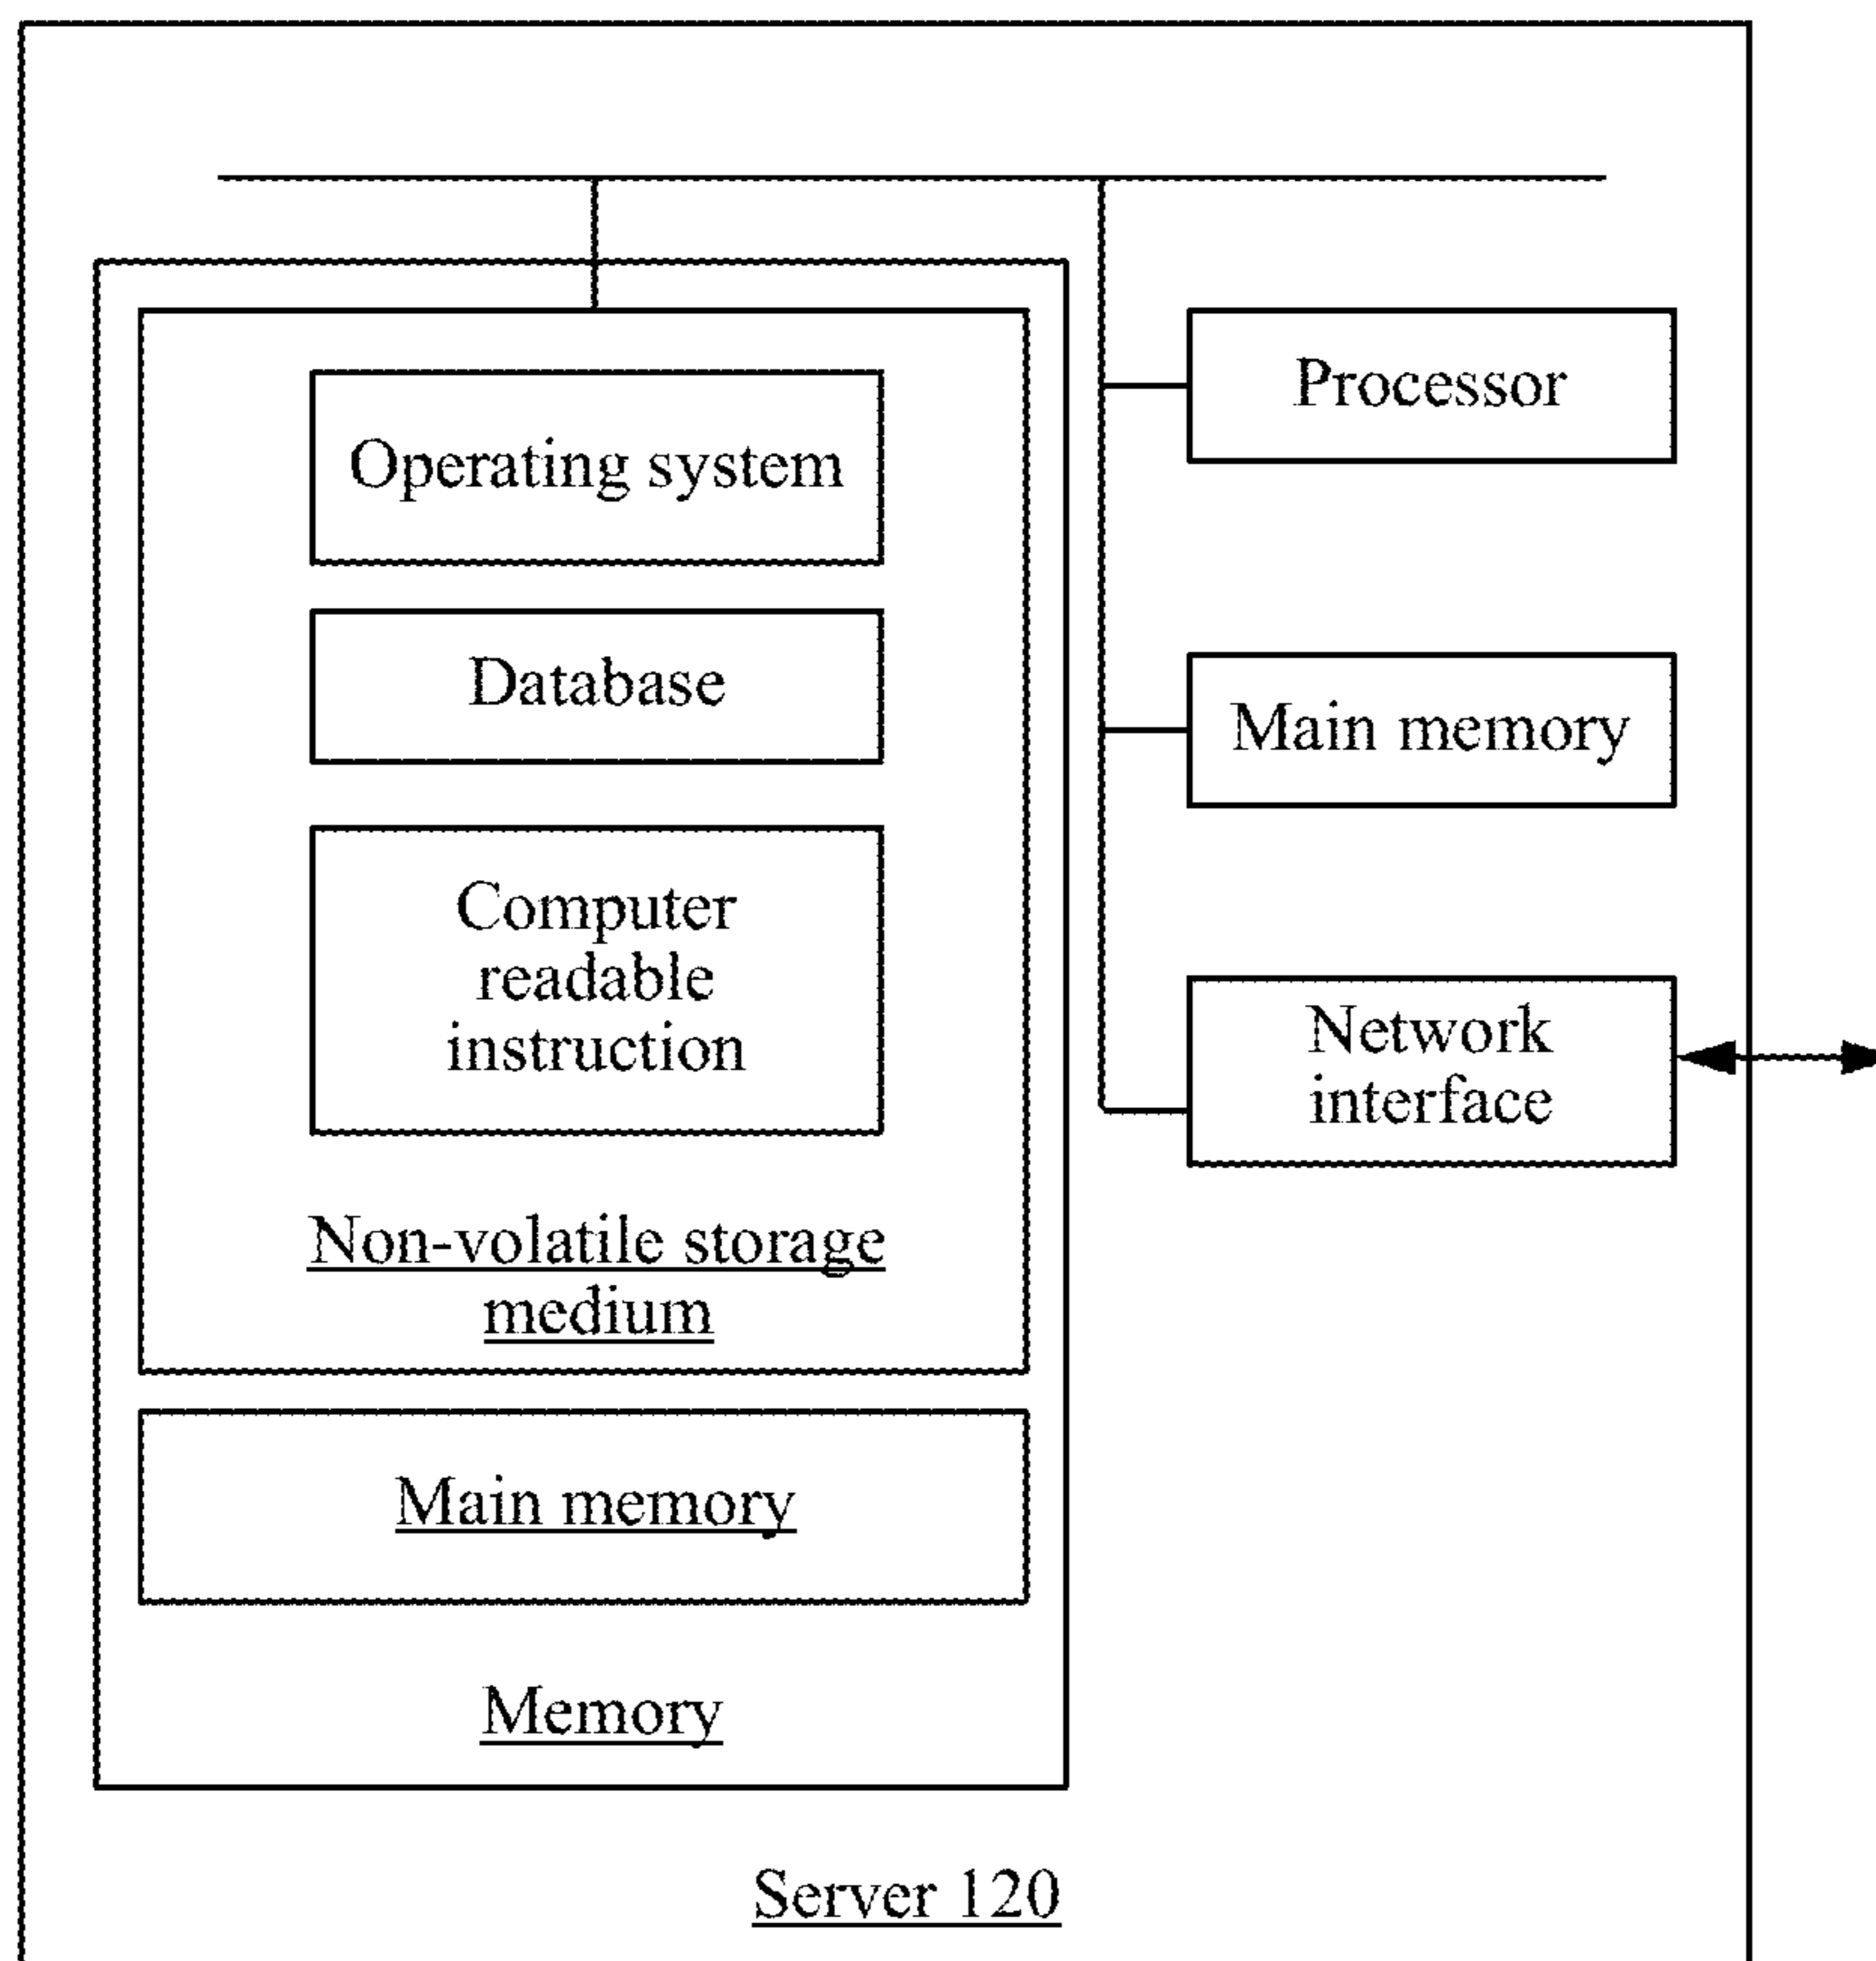 Operating system
Database
Computer
readable
instruction
Non-volatile storage
medium
Main memory
Memory
Processor
Main memory
Network
interface
Server 120